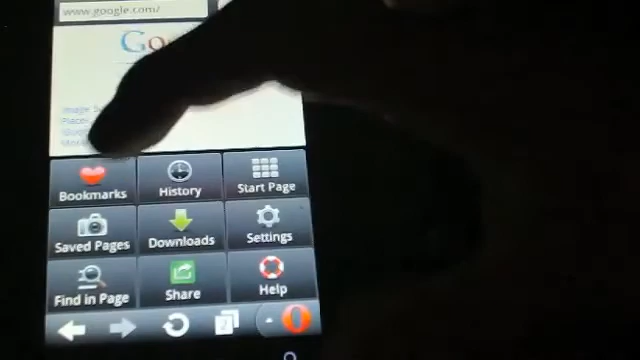 www.google.com/
Bookmarks
History
Start Page
Saved Pages
Downloads
Settings
Find in Page
Share
Help